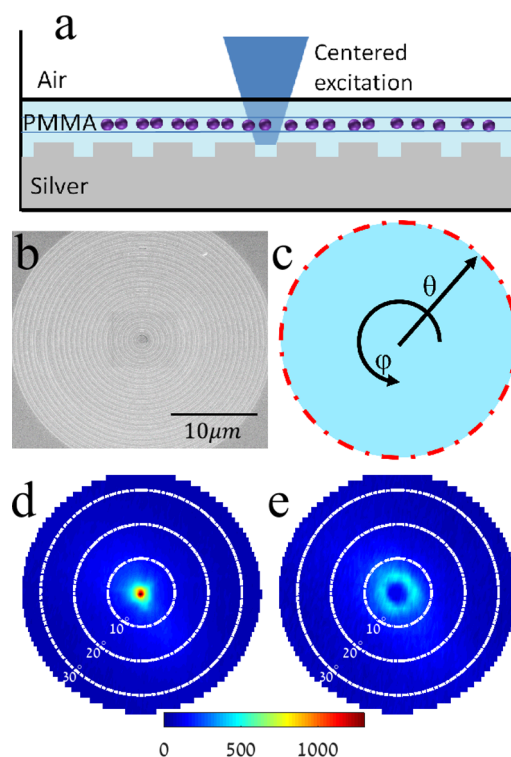 a
Air
Centered
excitation
PMMA
Silver
b
10μm
c
θ
φ
d
10°
20°
30°
e
10°
20°
30°
0 500 1000